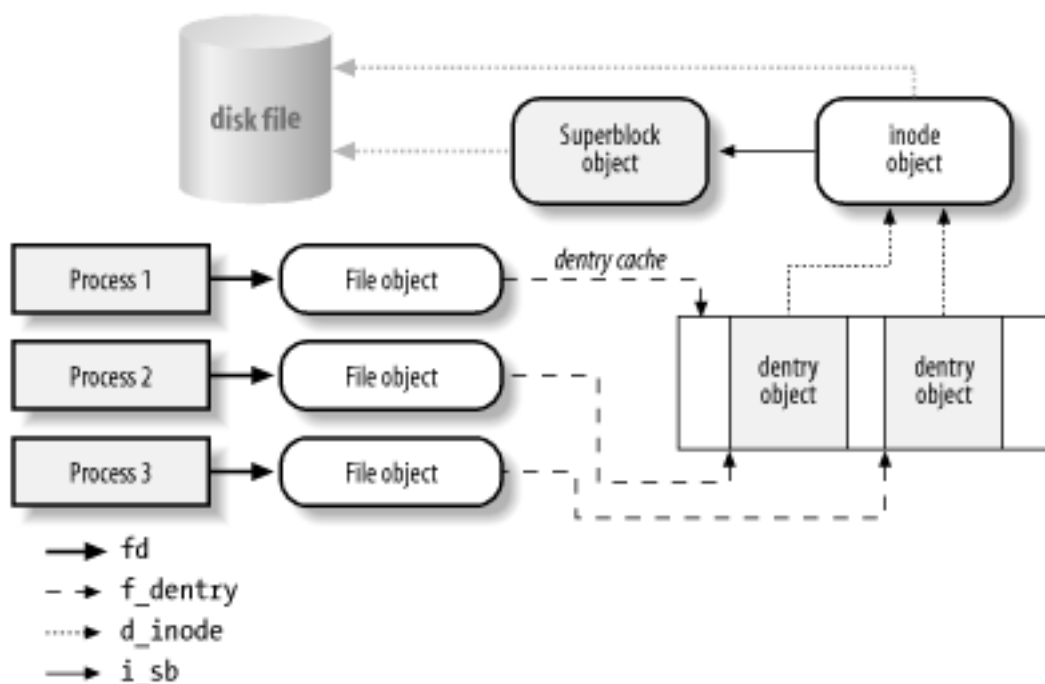 disk file
Superblock
object
inode
object
Process 1
File object
dentry cache
Process 2
File object
dentry
object
dentry
object
Process 3
File object
fd
f_dentry
d_inode
i_sb